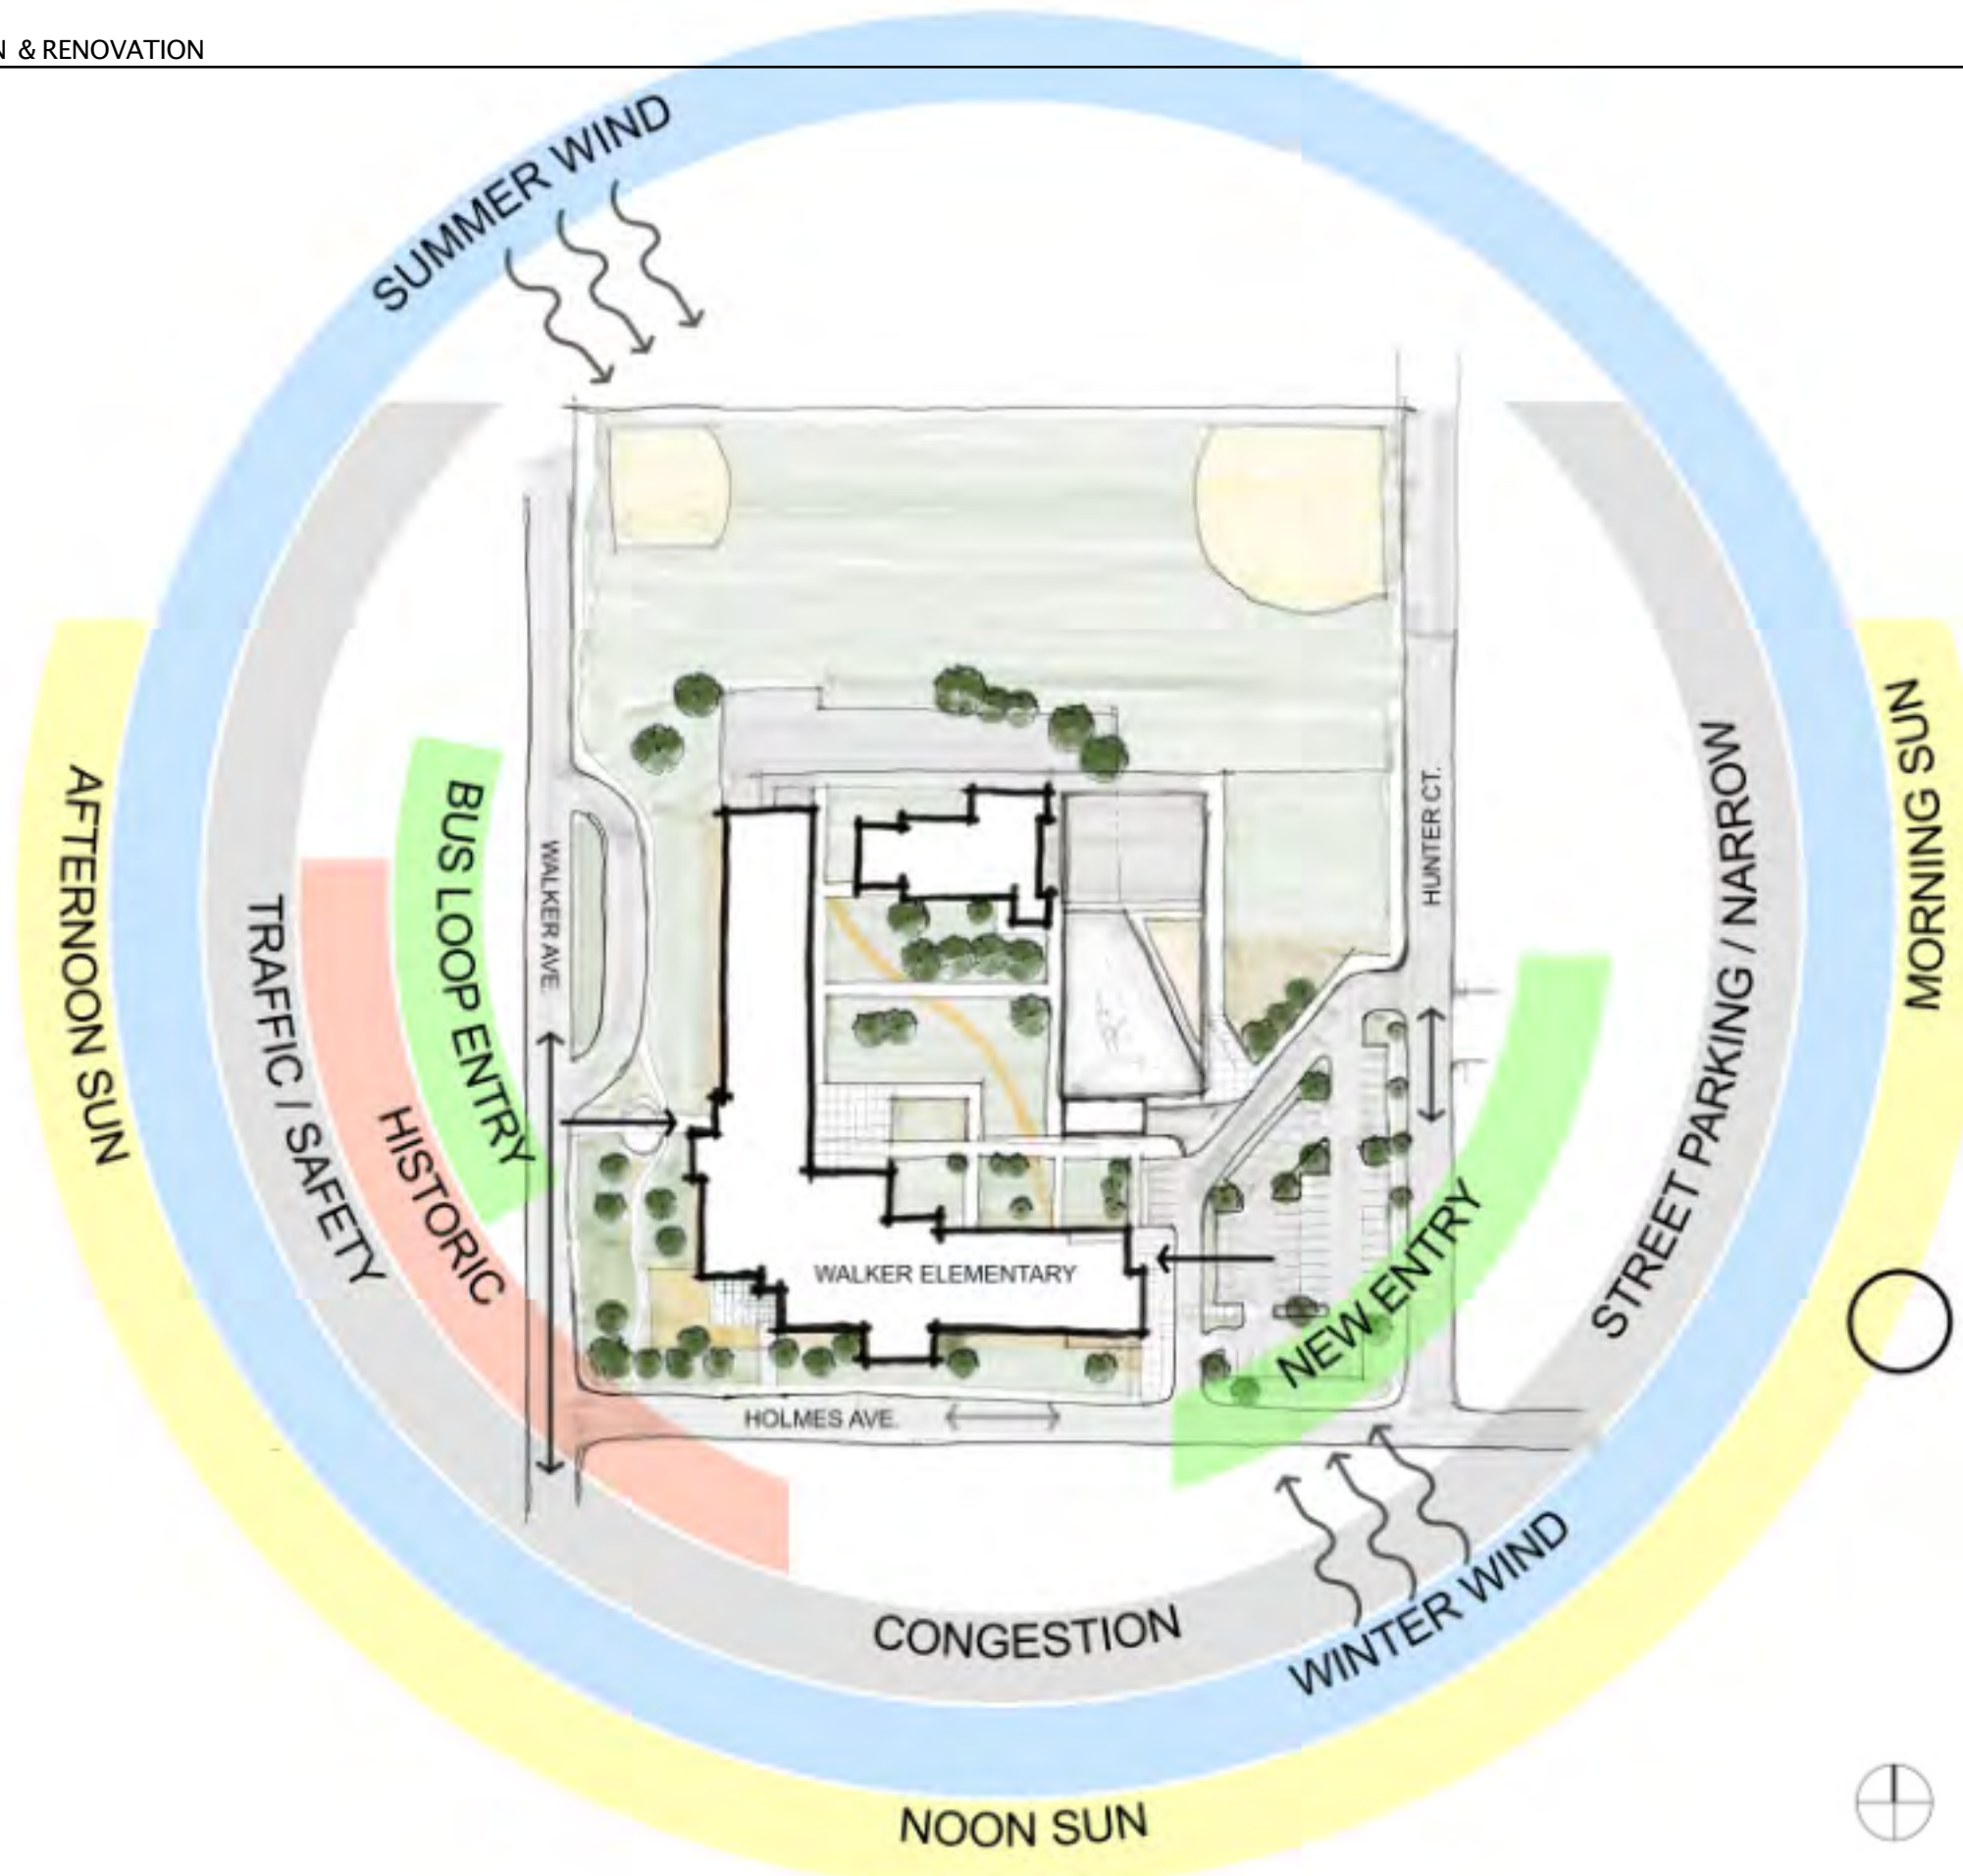 & RENOVATION
SUMMER WIND
MORNING SUN
AFTERNOON SUN
STREET PARKING / NARROW
BUS LOOP ENTRY
WALKER AVE.
HUNTER CT.
TRAFFIC / SAFETY
HISTORIC
NEW ENTRY
WALKER ELEMENTARY
HOLMES AVE.
CONGESTION
WINTER WIND
NOON SUN